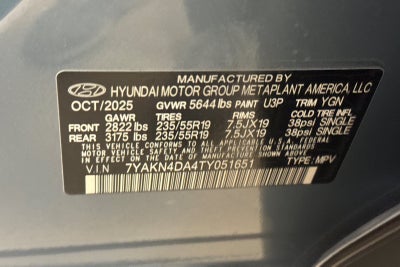 MANUFACTURED BY
HYUNDAI MOTOR GROUP METAPLANT AMERICA, LLC
OCT/2025 GVWR 5644 lbs PAINT U3P TRIM YGN
GAWR TIRES RIMS COLD TIRE PRESSURE
FRONT 2822 lbs 235/55R19 7.5JX19 38psi SINGLE
REAR 3175 lbs 235/55R19 7.5JX19 38psi SINGLE
THIS VEHICLE CONFORMS TO ALL APPLICABLE U.S.A. FEDERAL
MOTOR VEHICLE SAFETY, BUMPER, AND THEFT PREVENTION STANDARDS
IN EFFECT ON THE DATE OF MANUFACTURE SHOWN ABOVE.
V.I.N 7YAKN4DA4TY051651 TYPE: MPV